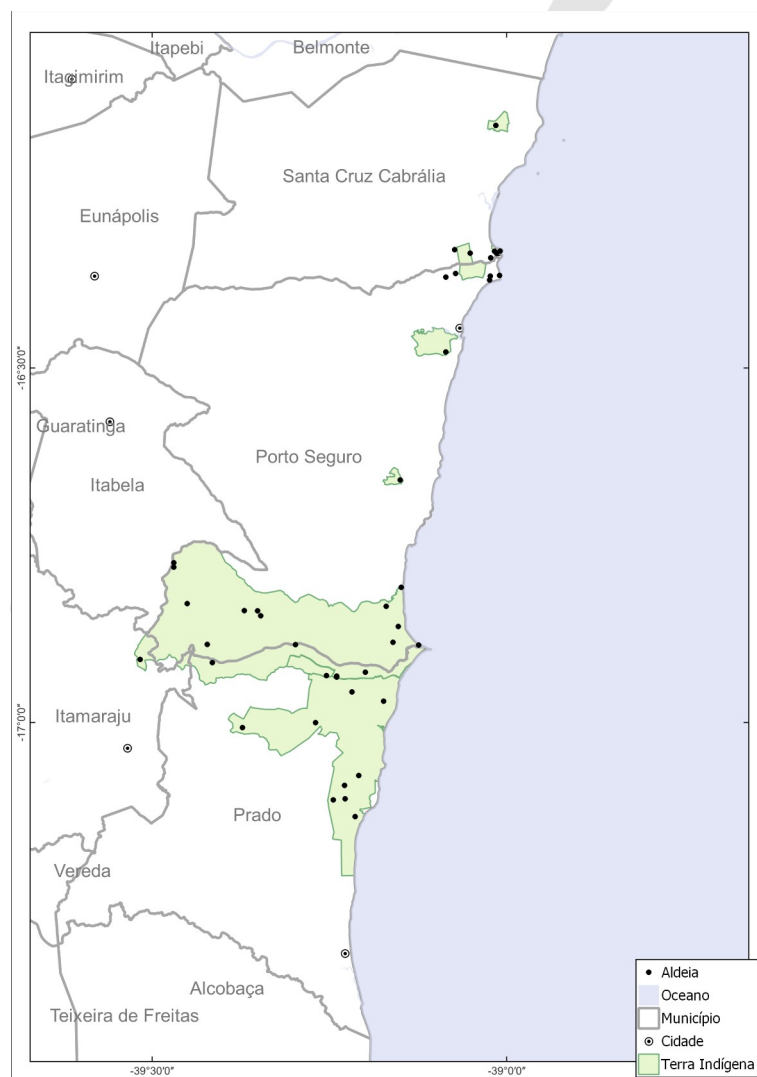 Itapebi
Belmonte
Itagimirim
Santa Cruz Cabrália
Eunápolis
-16°30'0"
Guaratinga
Porto Seguro
Itabela
Itamaraju
-17°0'0"
Prado
Vereda
Alcobaça
Teixeira de Freitas
-39°30'0"
-39°0'0"
Aldeia
Oceano
Município
Cidade
Terra Indígena